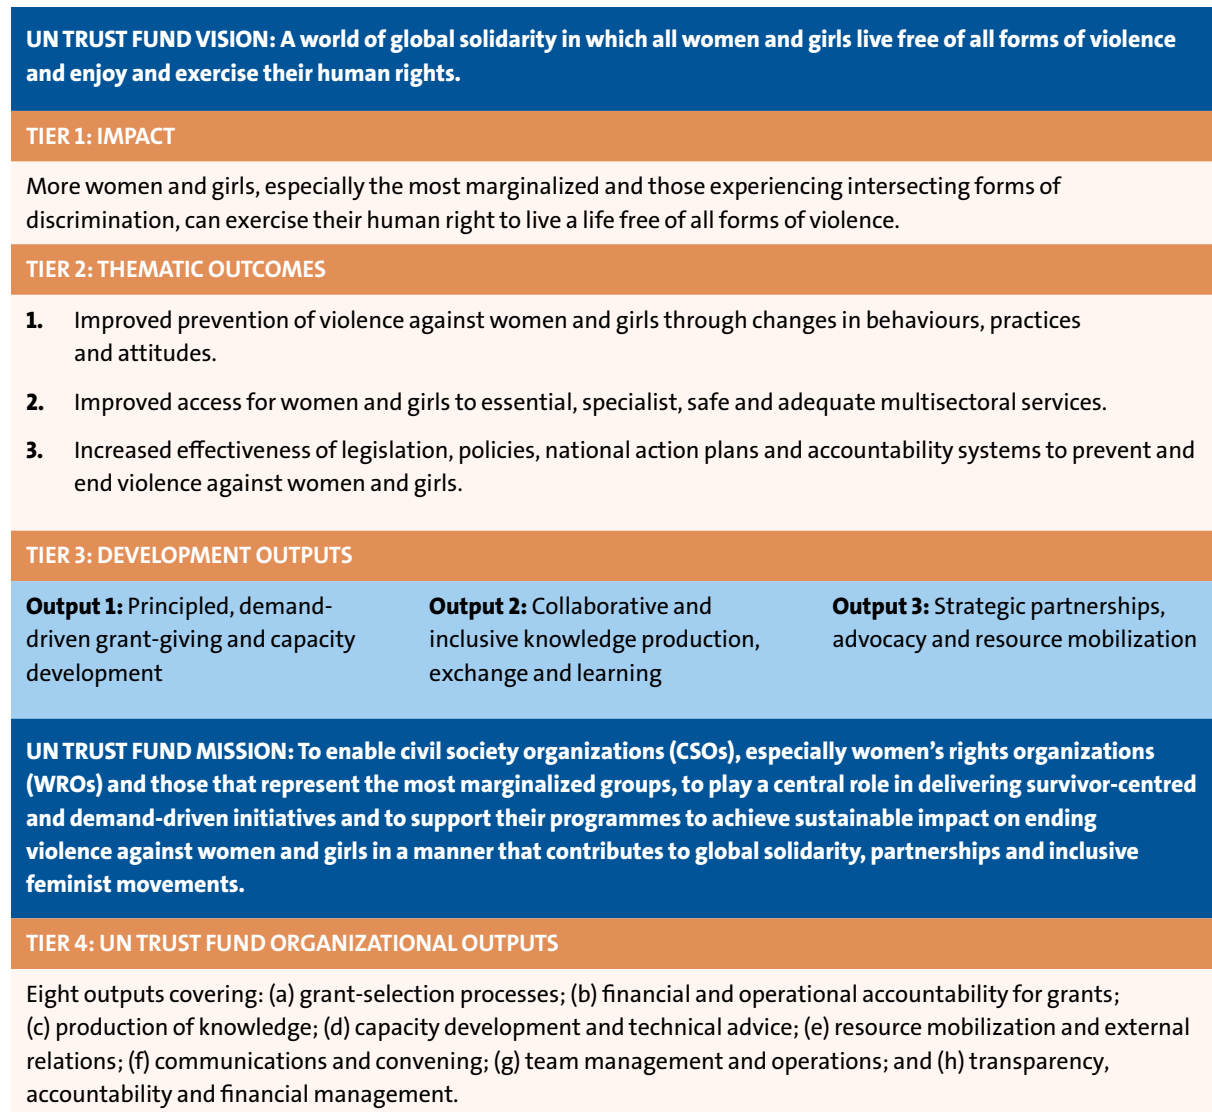 UN TRUST FUND VISION: A world of global solidarity in which all women and girls live free of all forms of violence
and enjoy and exercise their human rights.
TIER 1: IMPACT
More women and girls, especially the most marginalized and those experiencing intersecting forms of
discrimination, can exercise their human right to live a life free of all forms of violence.
TIER 2: THEMATIC OUTCOMES
1. Improved prevention of violence against women and girls through changes in behaviours, practices
and attitudes.
2. Improved access for women and girls to essential, specialist, safe and adequate multisectoral services.
3. Increased effectiveness of legislation, policies, national action plans and accountability systems to prevent and
end violence against women and girls.
TIER 3: DEVELOPMENT OUTPUTS
Output 1: Principled, demand-
driven grant-giving and capacity
development
Output 2: Collaborative and
inclusive knowledge production,
exchange and learning
Output 3: Strategic partnerships,
advocacy and resource mobilization
UN TRUST FUND MISSION: To enable civil society organizations (CSOs), especially women's rights organizations
(WROs) and those that represent the most marginalized groups, to play a central role in delivering survivor-centred
and demand-driven initiatives and to support their programmes to achieve sustainable impact on ending
violence against women and girls in a manner that contributes to global solidarity, partnerships and inclusive
feminist movements.
TIER 4: UN TRUST FUND ORGANIZATIONAL OUTPUTS
Eight outputs covering: (a) grant-selection processes; (b) financial and operational accountability for grants;
(c) production of knowledge; (d) capacity development and technical advice; (e) resource mobilization and external
relations; (f) communications and convening; (g) team management and operations; and (h) transparency,
accountability and financial management.